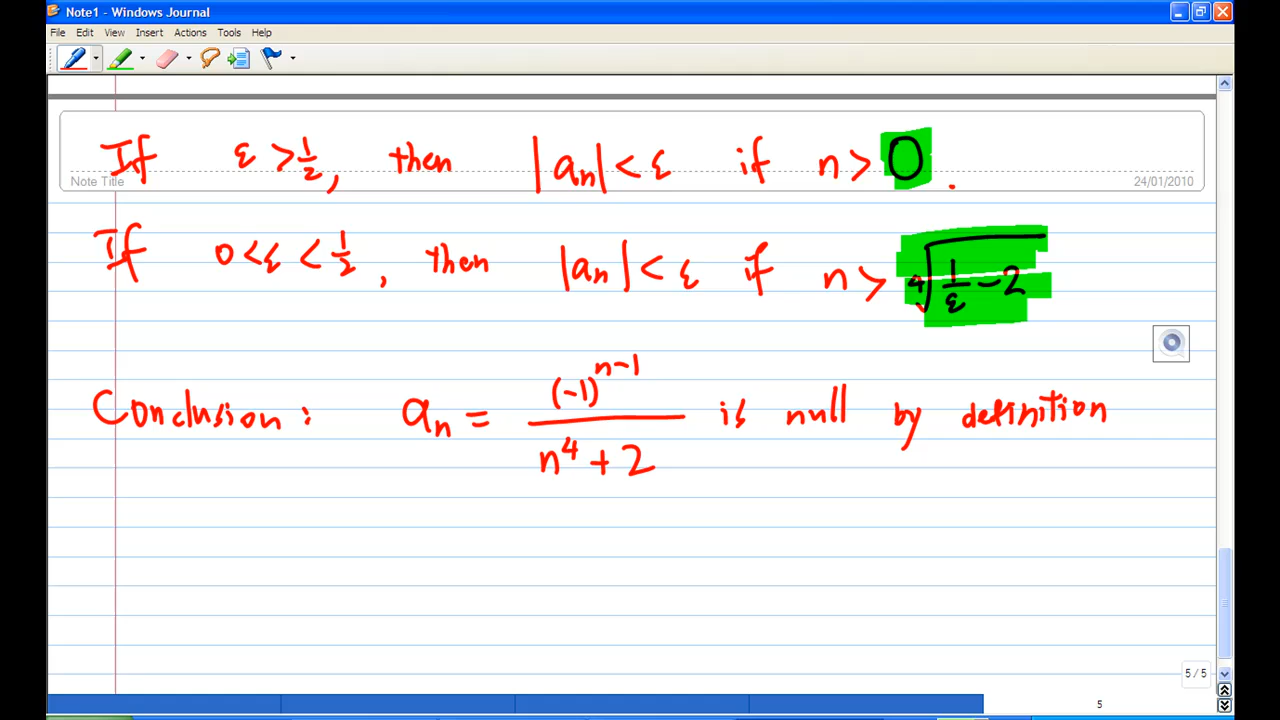 Note1 - Windows Journal
File Edit View Insert Actions Tools Help
If ε > 1/2, then |aₙ| < ε if n > 0.
Note Title 24/01/2010
If 0 < ε < 1/2, then |aₙ| < ε if n > ⁴√(1/ε − 2)
Conclusion: aₙ = (-1)ⁿ⁻¹ / (n⁴ + 2) is null by definition
5 / 5
5